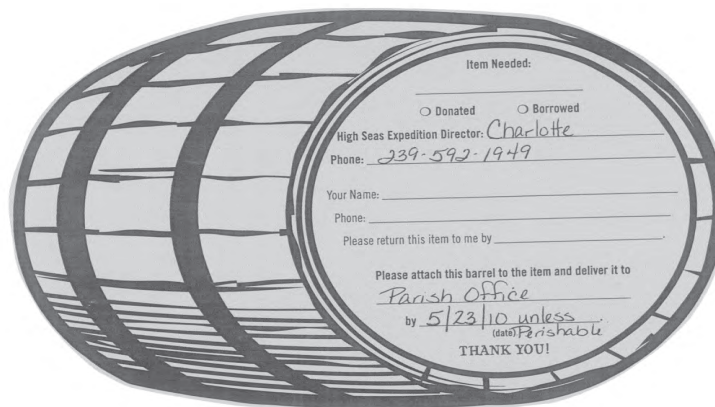 Item Needed:
○ Donated ○ Borrowed
High Seas Expedition Director: Charlotte
Phone: 239-592-1949
Your Name:
Phone:
Please return this item to me by .
Please attach this barrel to the item and deliver it to
Parish Office
by 5/23/10 unless .
(date) Perishable
THANK YOU!